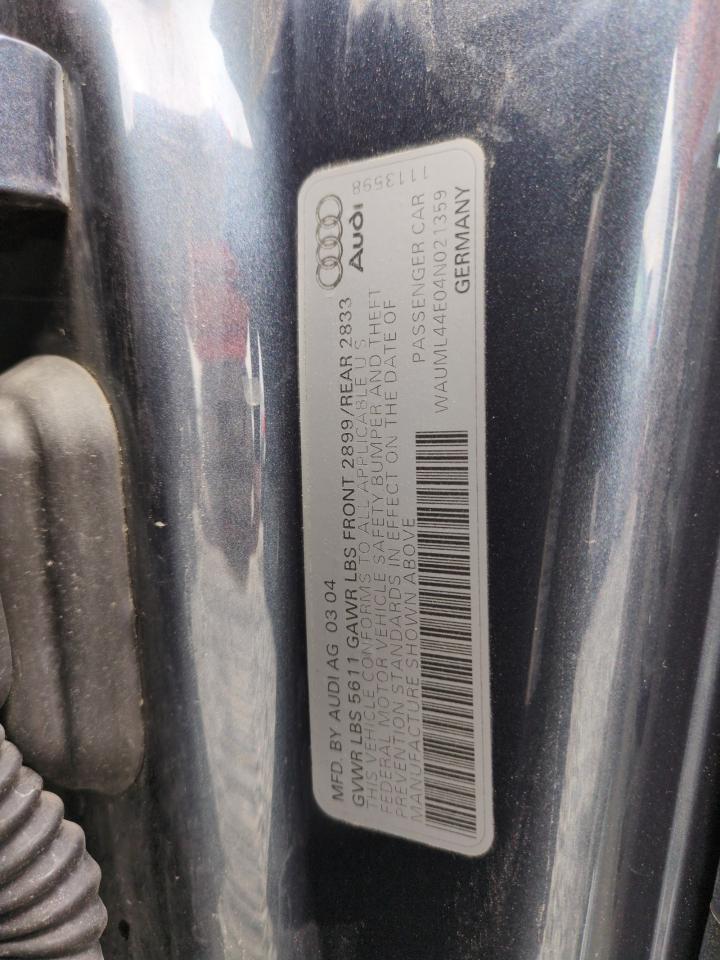 MFD. BY AUDI AG 03 04
GVWR LBS 5611 GAWR LBS FRONT 2899/REAR 2833
THIS VEHICLE CONFORMS TO ALL APPLICABLE U S
FEDERAL MOTOR VEHICLE SAFETY BUMPER AND THEFT
PREVENTION STANDARDS IN EFFECT ON THE DATE OF
MANUFACTURE SHOWN ABOVE
Audi
PASSENGER CAR
WAUML44E04N021359
GERMANY
1113598